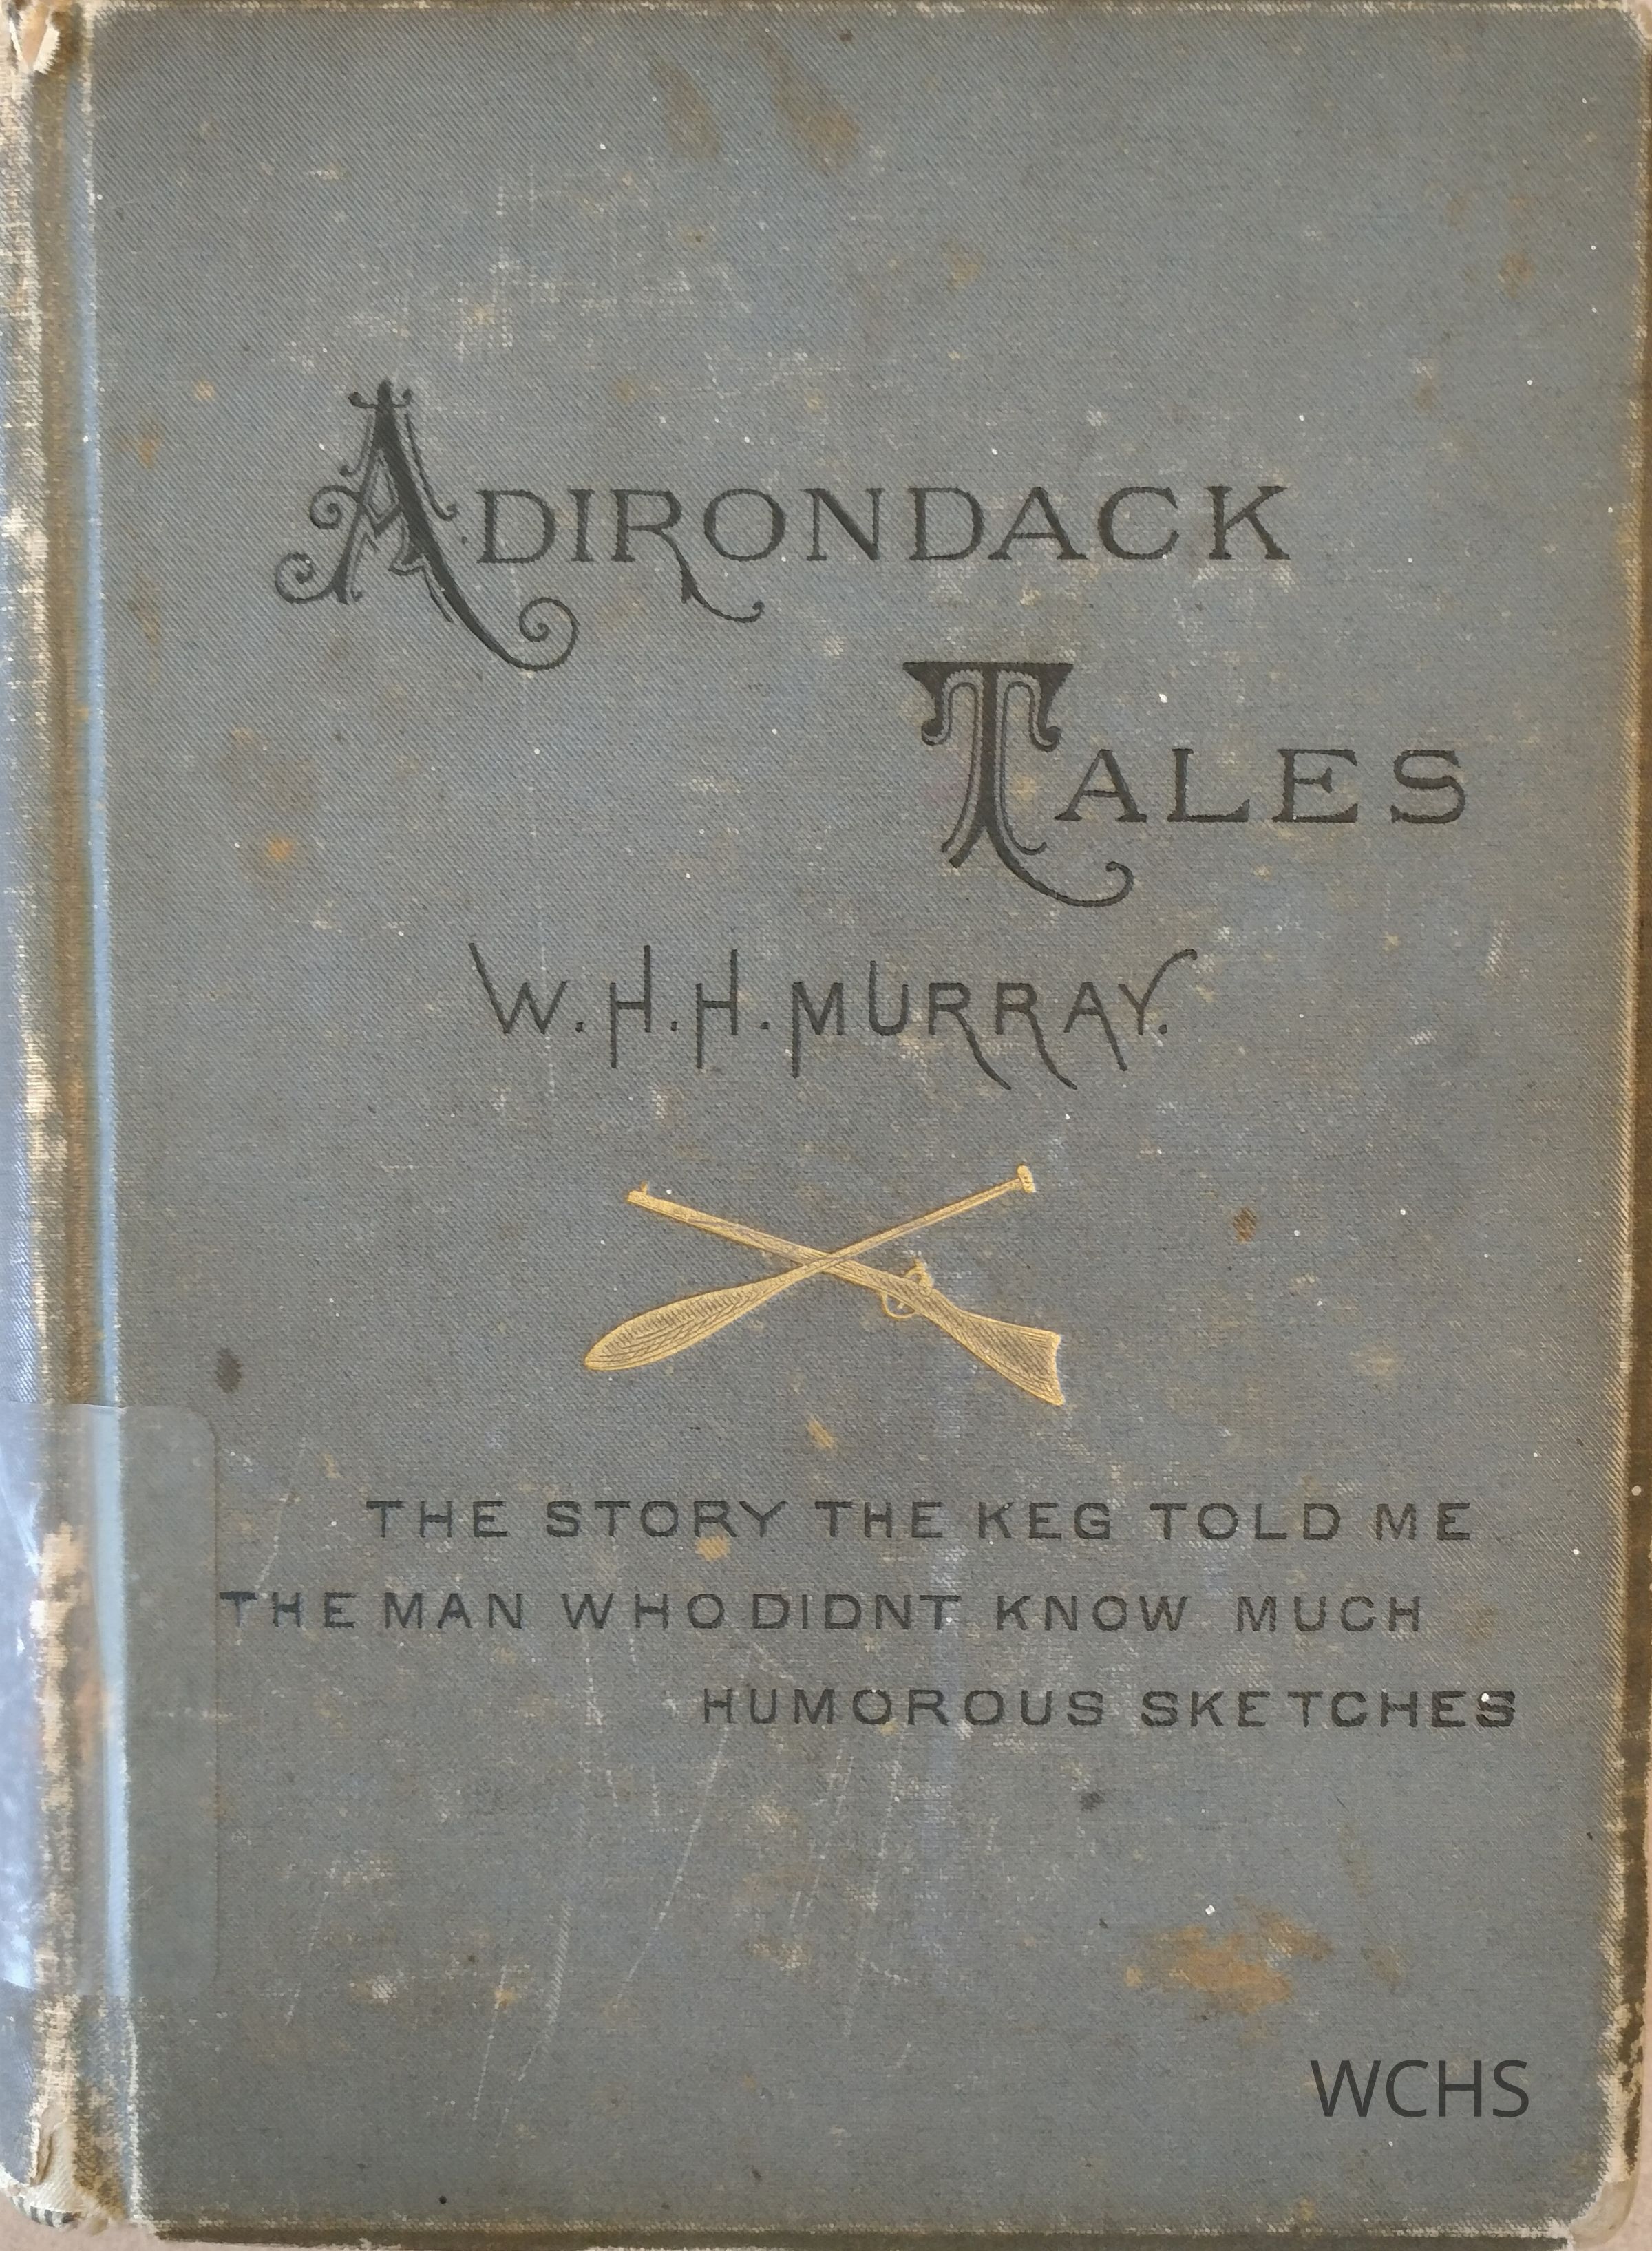 ADIRONDACK
TALES
W. H. H. MURRAY.
THE STORY THE KEG TOLD ME
THE MAN WHO DIDNT KNOW MUCH
HUMOROUS SKETCHES
WCHS